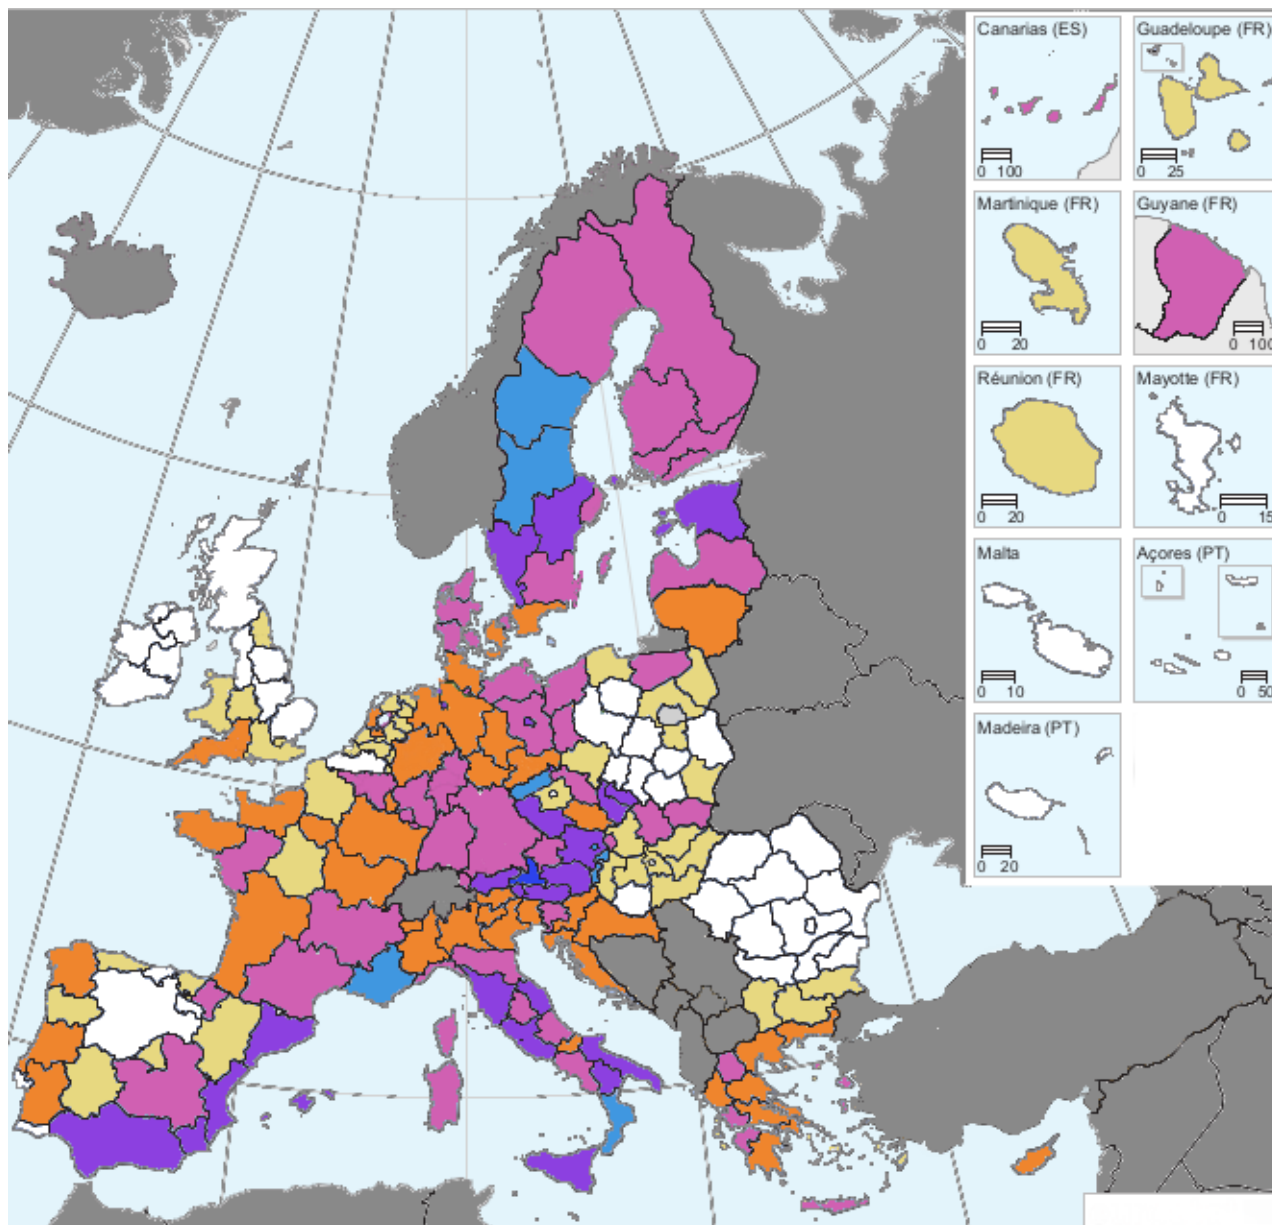 Canarias (ES)
0 100
Guadeloupe (FR)
0 25
Martinique (FR)
0 20
Guyane (FR)
0 100
Réunion (FR)
0 20
Mayotte (FR)
0 15
Malta
0 10
Açores (PT)
0 50
Madeira (PT)
0 20